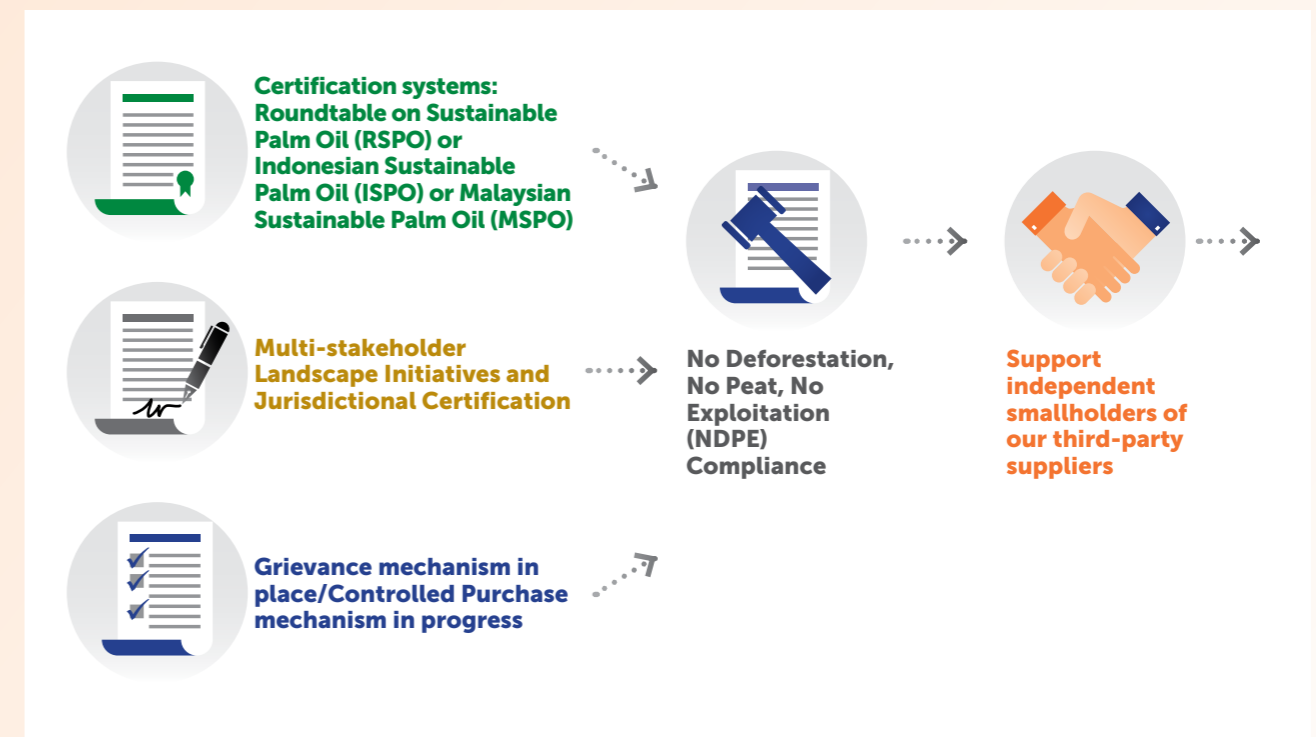 Certification systems:
Roundtable on Sustainable
Palm Oil (RSPO) or
Indonesian Sustainable
Palm Oil (ISPO) or Malaysian
Sustainable Palm Oil (MSPO)
Multi-stakeholder
Landscape Initiatives and
Jurisdictional Certification
Grievance mechanism in
place/Controlled Purchase
mechanism in progress
No Deforestation,
No Peat, No
Exploitation
(NDPE)
Compliance
Support
independent
smallholders of
our third-party
suppliers